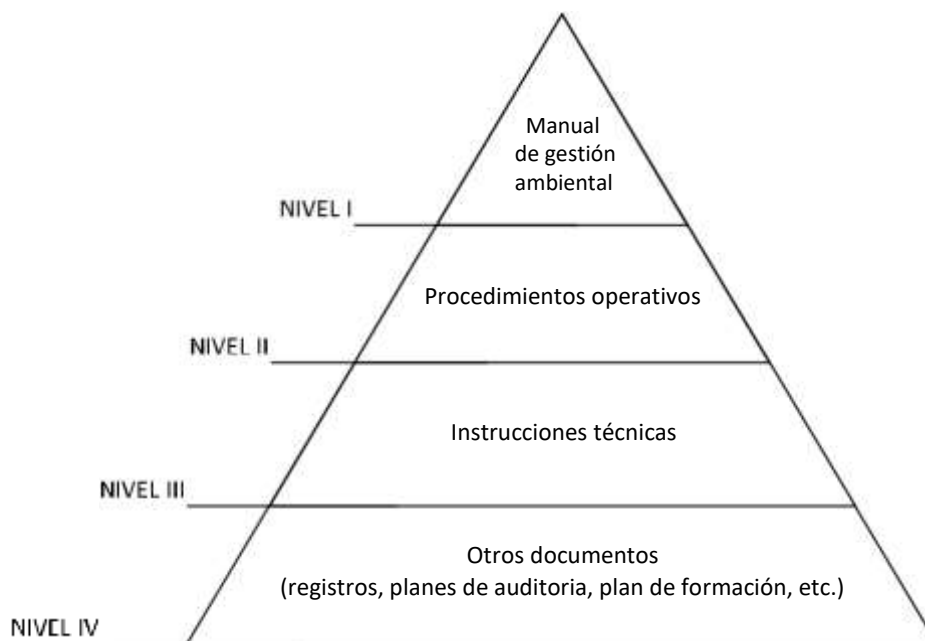 Manual
de gestión
ambiental
NIVEL I
Procedimientos operativos
NIVEL II
Instrucciones técnicas
NIVEL III
Otros documentos
(registros, planes de auditoria, plan de formación, etc.)
NIVEL IV